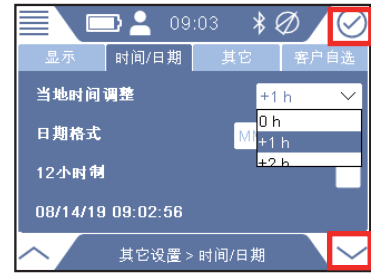 09:03
显示 时间/日期 其它 客户自选
当地时间调整 +1 h
0 h
日期格式 +1 h
+2 h
12小时制
08/14/19 09:02:56
其它设置 > 时间/日期